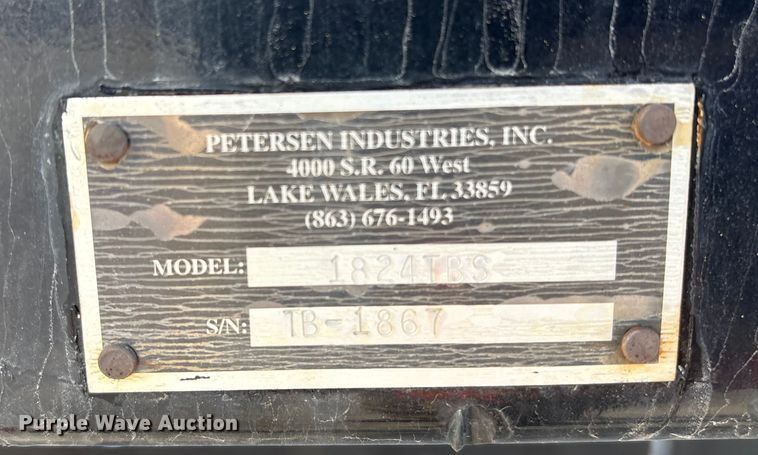 PETERSEN INDUSTRIES, INC.
4000 S.R. 60 West
LAKE WALES, FL 33859
(863) 676-1493
MODEL: 1824TBS
S/N: TB-1867
Purple Wave Auction